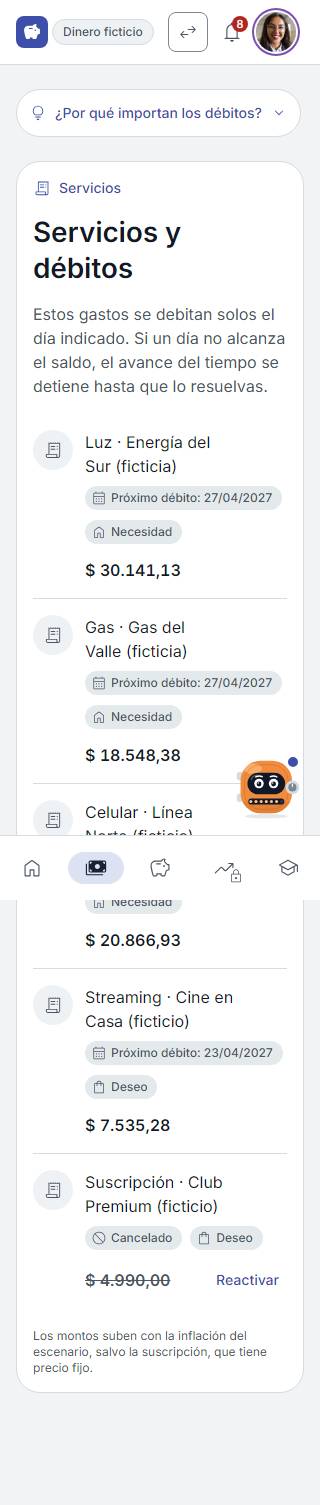 Dinero ficticio
8
¿Por qué importan los débitos?
Servicios
Servicios y
débitos
Estos gastos se debitan solos el
día indicado. Si un día no alcanza
el saldo, el avance del tiempo se
detiene hasta que lo resuelvas.
Luz · Energía del
Sur (ficticia)
Próximo débito: 27/04/2027
Necesidad
$ 30.141,13
Gas · Gas del
Valle (ficticia)
Próximo débito: 27/04/2027
Necesidad
$ 18.548,38
Celular · Línea
Norte (ficticia)
Necesidad
$ 20.866,93
Streaming · Cine en
Casa (ficticio)
Próximo débito: 23/04/2027
Deseo
$ 7.535,28
Suscripción · Club
Premium (ficticio)
Cancelado
Deseo
$ 4.990,00
Reactivar
Los montos suben con la inflación del
escenario, salvo la suscripción, que tiene
precio fijo.